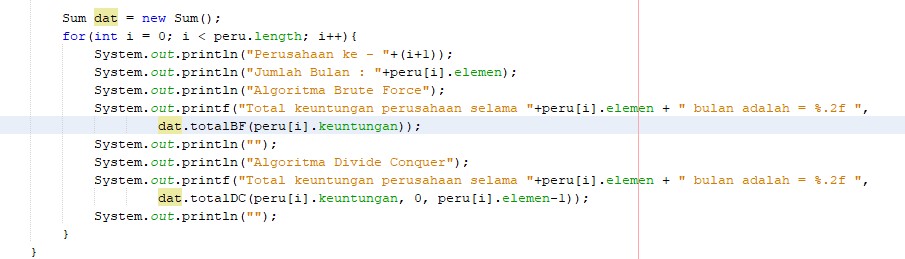 Sum dat = new Sum();
for(int i = 0; i < peru.length; i++){
System.out.println("Perusahaan ke - "+(i+1));
System.out.println("Jumlah Bulan : "+peru[i].elemen);
System.out.println("Algoritma Brute Force");
System.out.printf("Total keuntungan perusahaan selama "+peru[i].elemen + " bulan adalah = %.2f ",
dat.totalBF(peru[i].keuntungan));
System.out.println("");
System.out.println("Algoritma Divide Conquer");
System.out.printf("Total keuntungan perusahaan selama "+peru[i].elemen + " bulan adalah = %.2f ",
dat.totalDC(peru[i].keuntungan, 0, peru[i].elemen-1));
System.out.println("");
}
}